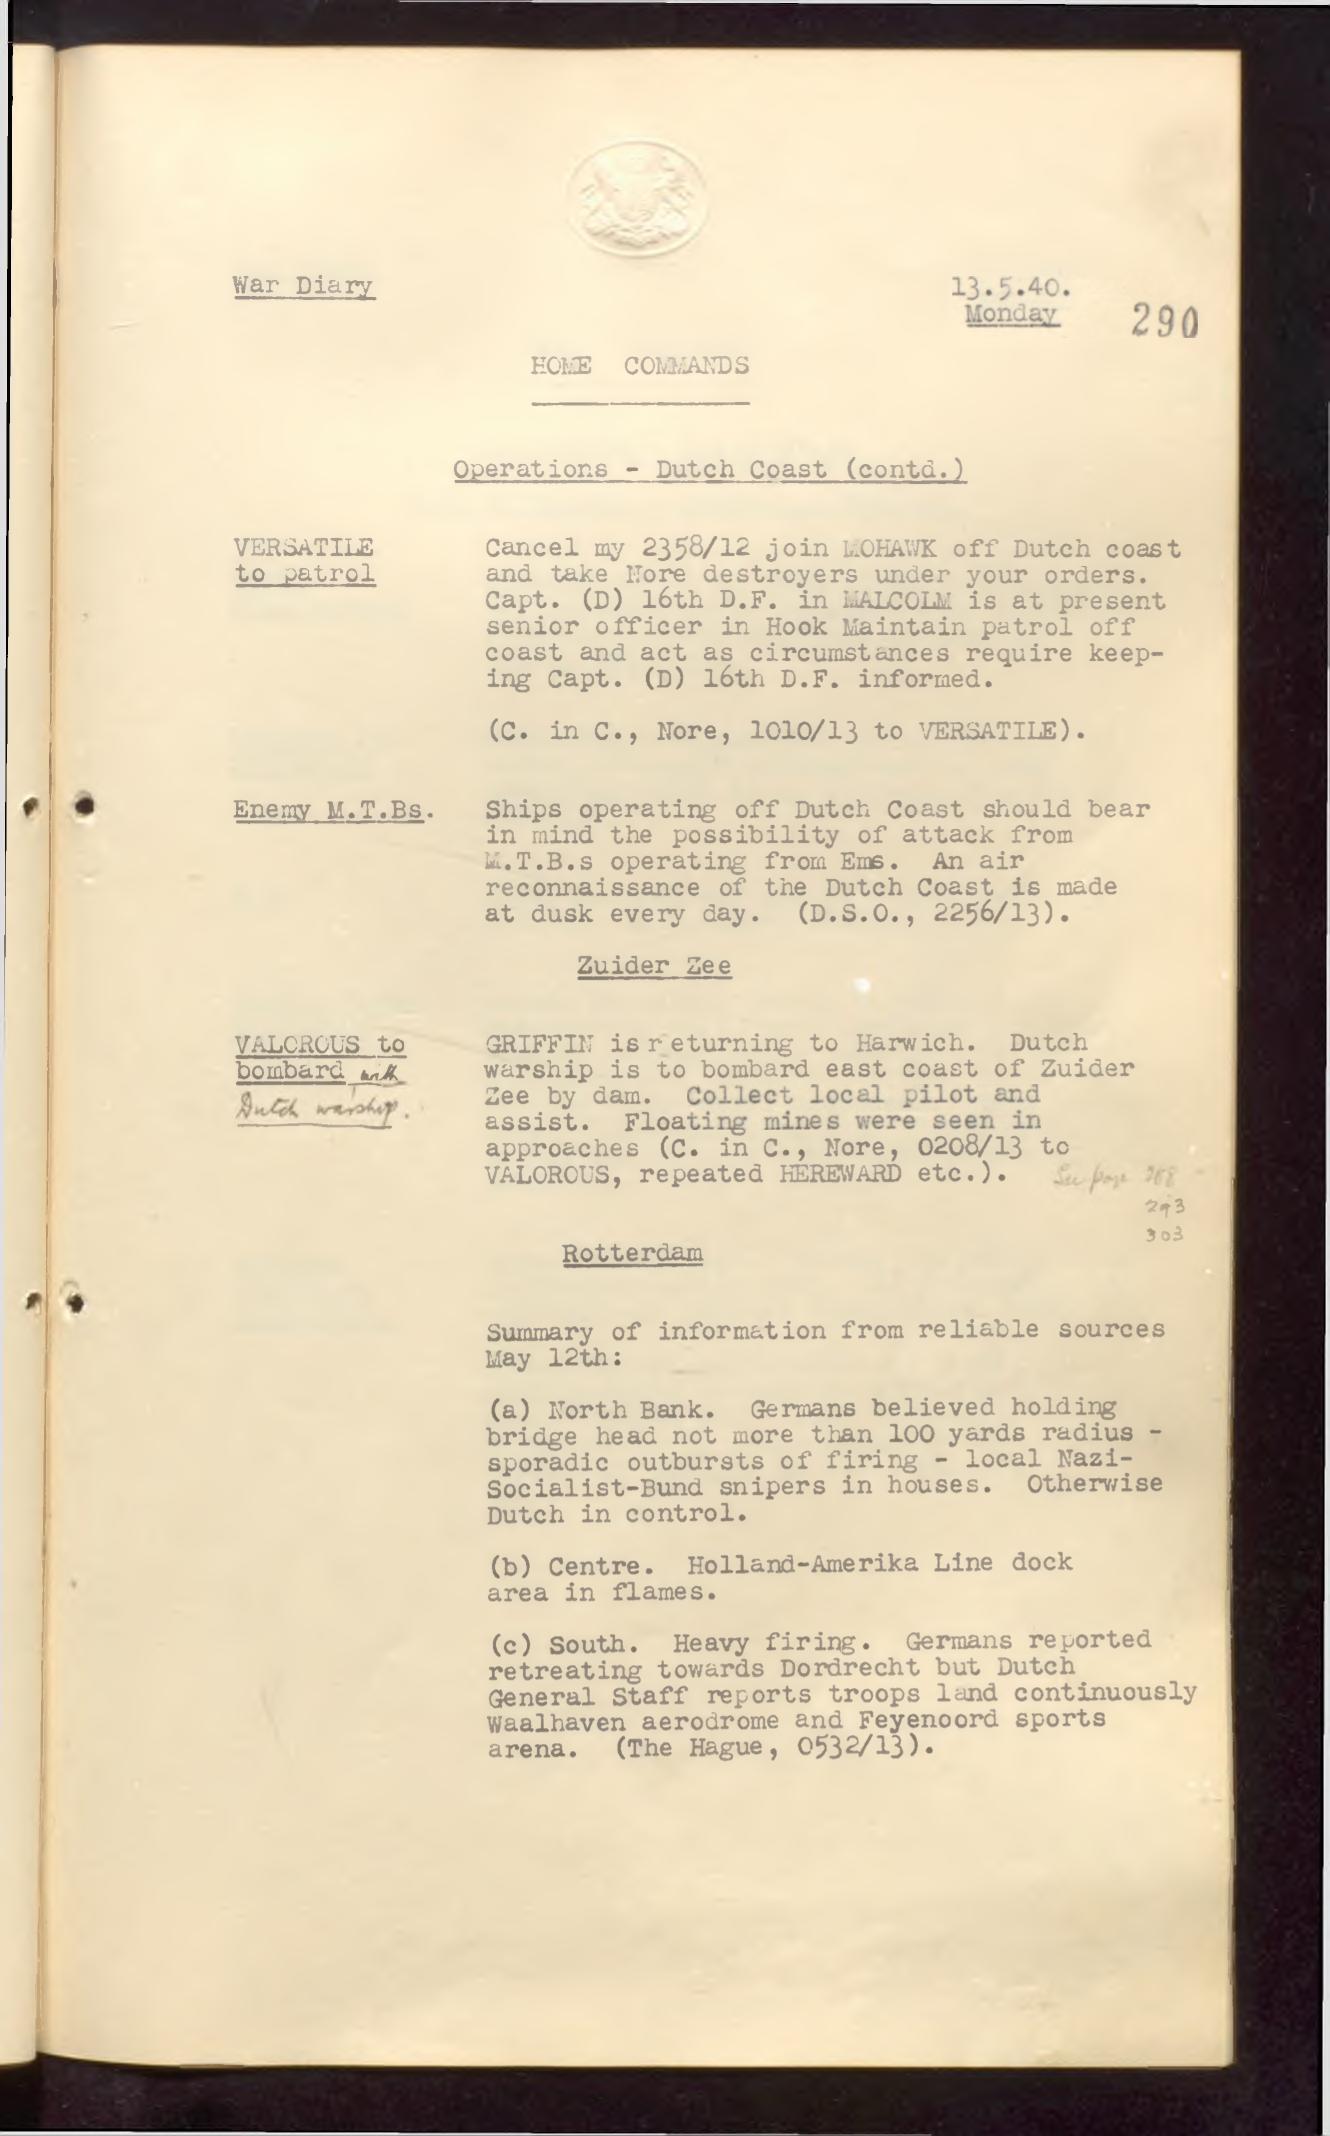 War Diary
13.5.40.
Monday
290
HOME COMMANDS
Operations - Dutch Coast (contd.)
VERSATILE
to patrol
Cancel my 2358/12 join MOHAWK off Dutch coast
and take Nore destroyers under your orders.
Capt. (D) 16th D.F. in MALCOLM is at present
senior officer in Hook Maintain patrol off
coast and act as circumstances require keep-
ing Capt. (D) 16th D.F. informed.
(C. in C., Nore, 1010/13 to VERSATILE).
Enemy M.T.Bs.
Ships operating off Dutch Coast should bear
in mind the possibility of attack from
M.T.B.s operating from Ems. An air
reconnaissance of the Dutch Coast is made
at dusk every day. (D.S.O., 2256/13).
Zuider Zee
VALOROUS to
bombard with
Dutch warship.
GRIFFIN is returning to Harwich. Dutch
warship is to bombard east coast of Zuider
Zee by dam. Collect local pilot and
assist. Floating mines were seen in
approaches (C. in C., Nore, 0208/13 to
VALOROUS, repeated HEREWARD etc.).
See page 288
293
303
Rotterdam
Summary of information from reliable sources
May 12th:
(a) North Bank. Germans believed holding
bridge head not more than 100 yards radius -
sporadic outbursts of firing - local Nazi-
Socialist-Bund snipers in houses. Otherwise
Dutch in control.
(b) Centre. Holland-Amerika Line dock
area in flames.
(c) South. Heavy firing. Germans reported
retreating towards Dordrecht but Dutch
General Staff reports troops land continuously
Waalhaven aerodrome and Feyenoord sports
arena. (The Hague, 0532/13).